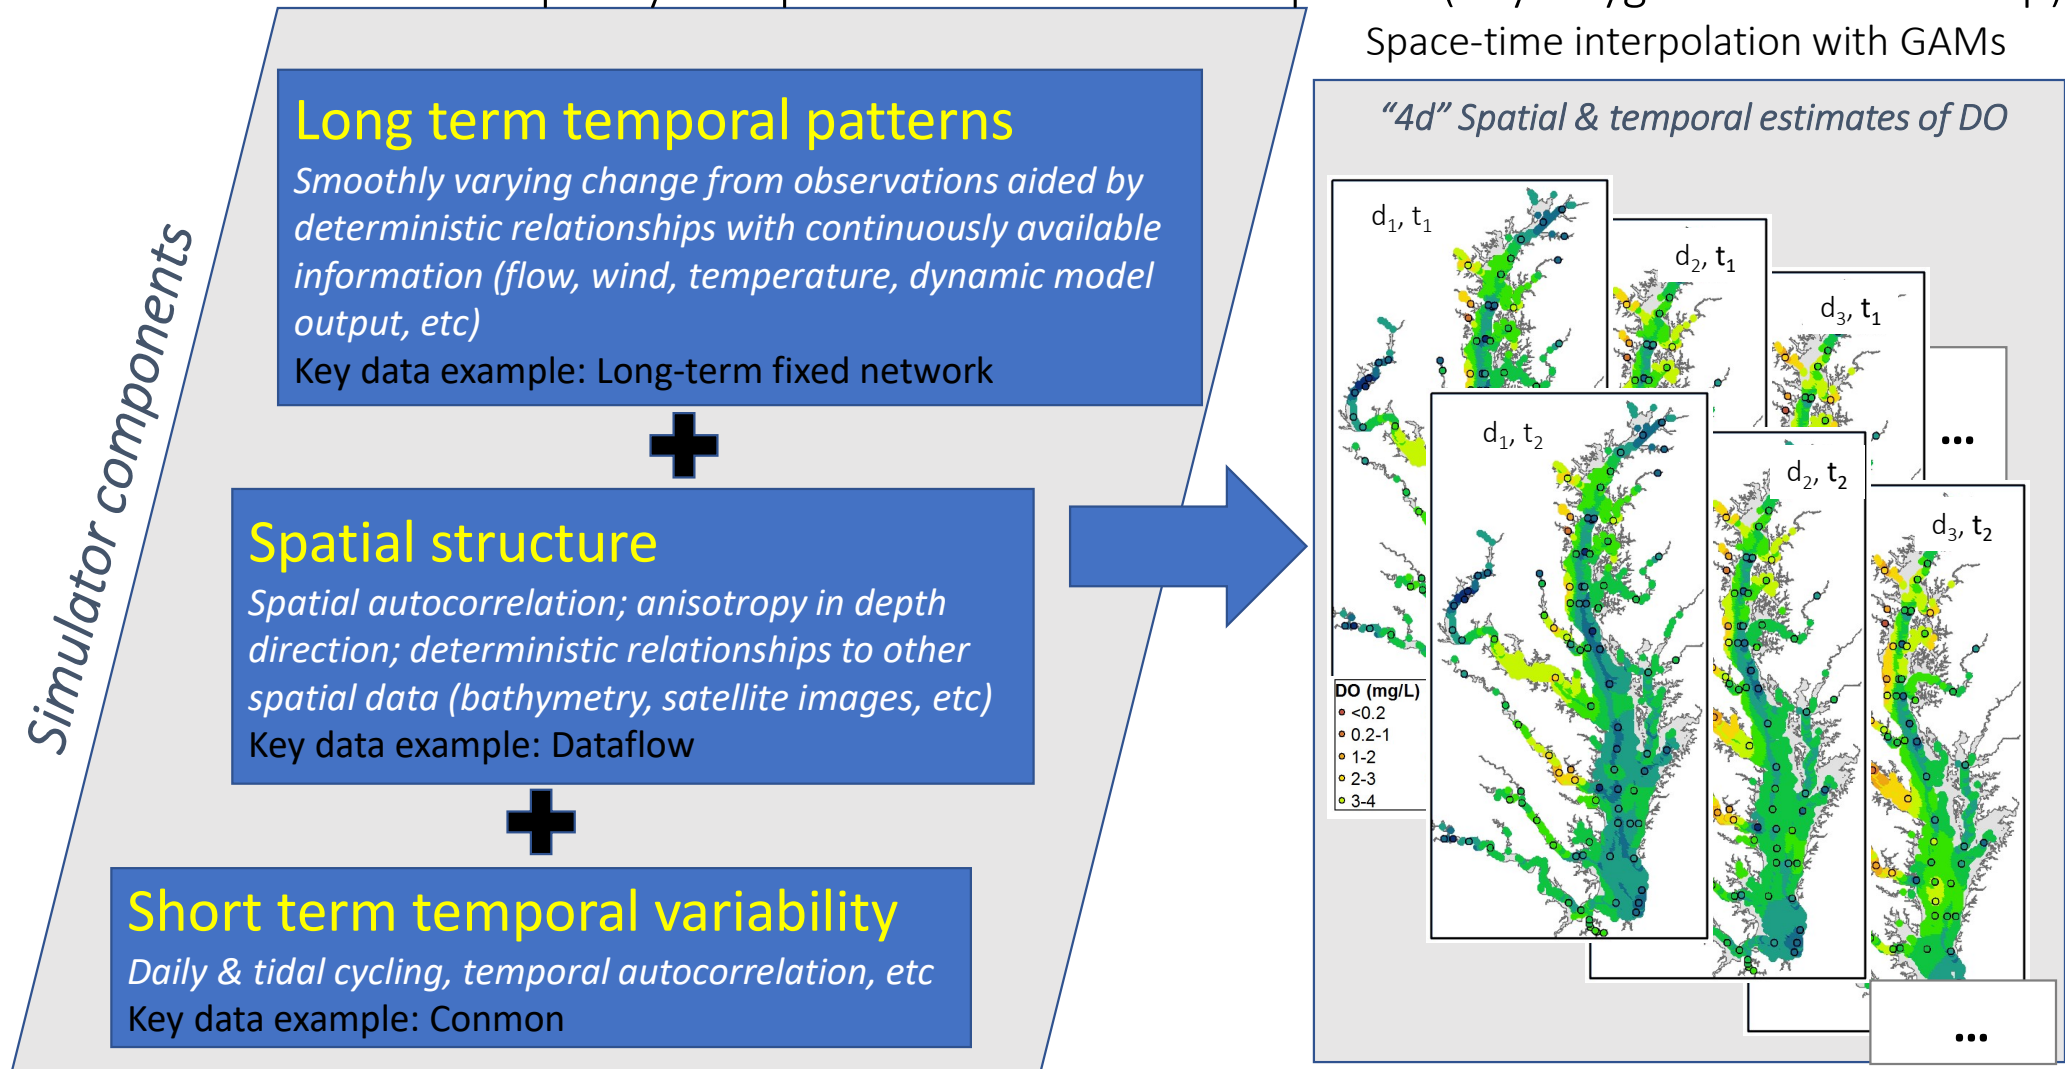 Space-time interpolation with GAMs
Simulator components
Long term temporal patterns
Smoothly varying change from observations aided by
deterministic relationships with continuously available
information (flow, wind, temperature, dynamic model
output, etc)
Key data example: Long-term fixed network
Spatial structure
Spatial autocorrelation; anisotropy in depth
direction; deterministic relationships to other
spatial data (bathymetry, satellite images, etc)
Key data example: Dataflow
Short term temporal variability
Daily & tidal cycling, temporal autocorrelation, etc
Key data example: Conmon
“4d” Spatial & temporal estimates of DO
d1, t1
d2, t1
d3, t1
...
d1, t2
d2, t2
d3, t2
...
DO (mg/L)
<0.2
0.2-1
1-2
2-3
3-4